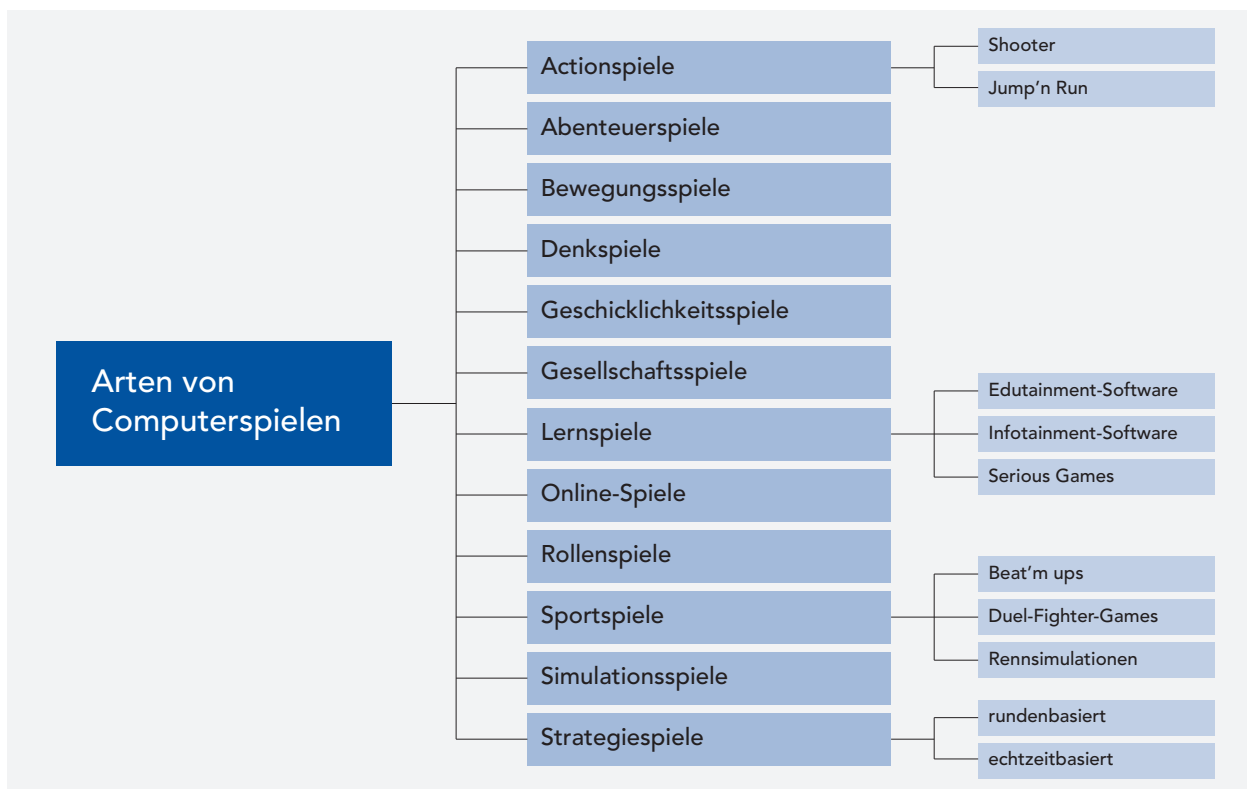 Arten von
Computerspielen
Actionspiele
Shooter
Jump’n Run
Abenteuerspiele
Bewegungsspiele
Denkspiele
Geschicklichkeitsspiele
Gesellschaftsspiele
Lernspiele
Edutainment-Software
Infotainment-Software
Serious Games
Online-Spiele
Rollenspiele
Sportspiele
Beat’m ups
Duel-Fighter-Games
Rennsimulationen
Simulationsspiele
Strategiespiele
rundenbasiert
echtzeitbasiert